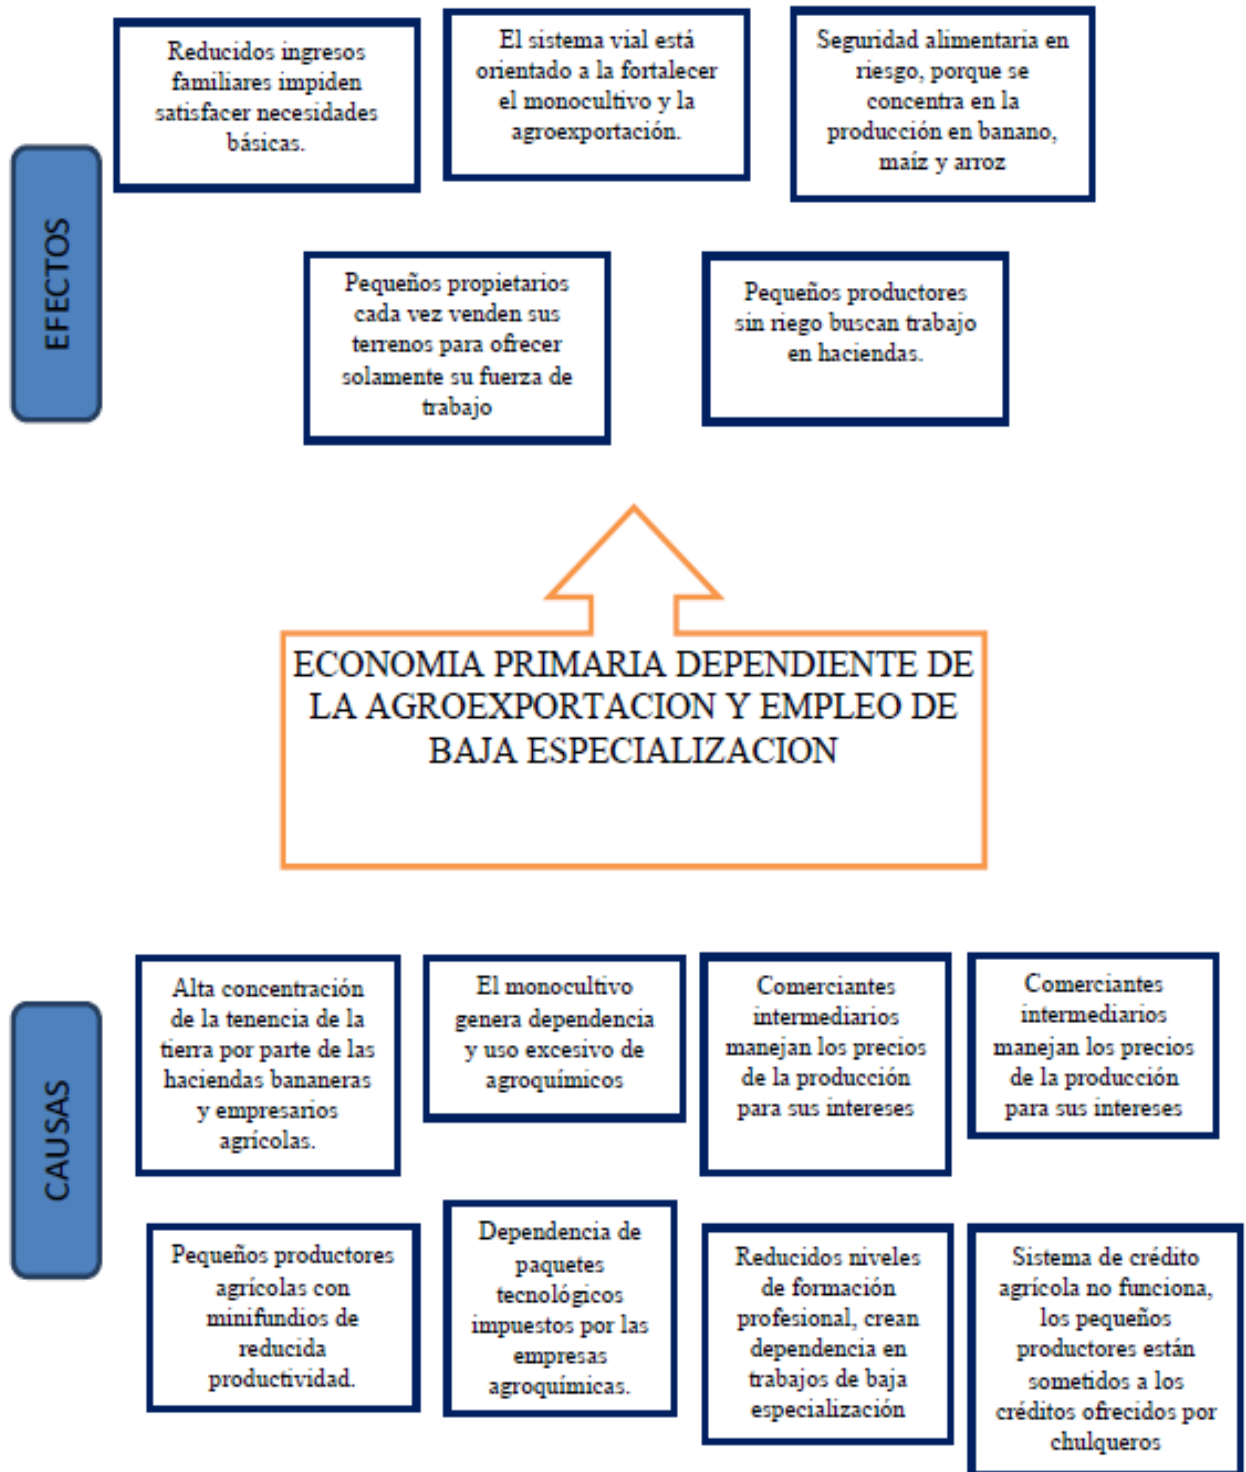 EFECTOS
Reducidos ingresos
familiares impiden
satisfacer necesidades
básicas.
El sistema vial está
orientado a la fortalecer
el monocultivo y la
agroexportación.
Seguridad alimentaria en
riesgo, porque se
concentra en la
producción en banano,
maíz y arroz
Pequeños propietarios
cada vez venden sus
terrenos para ofrecer
solamente su fuerza de
trabajo
Pequeños productores
sin riego buscan trabajo
en haciendas.
ECONOMIA PRIMARIA DEPENDIENTE DE
LA AGROEXPORTACION Y EMPLEO DE
BAJA ESPECIALIZACION
CAUSAS
Alta concentración
de la tenencia de la
tierra por parte de las
haciendas bananeras
y empresarios
agrícolas.
El monocultivo
genera dependencia
y uso excesivo de
agroquímicos
Comerciantes
intermediarios
manejan los precios
de la producción
para sus intereses
Comerciantes
intermediarios
manejan los precios
de la producción
para sus intereses
Pequeños productores
agrícolas con
minifundios de
reducida
productividad.
Dependencia de
paquetes
tecnológicos
impuestos por las
empresas
agroquímicas.
Reducidos niveles
de formación
profesional, crean
dependencia en
trabajos de baja
especialización
Sistema de crédito
agrícola no funciona,
los pequeños
productores están
sometidos a los
créditos ofrecidos por
chulqueros